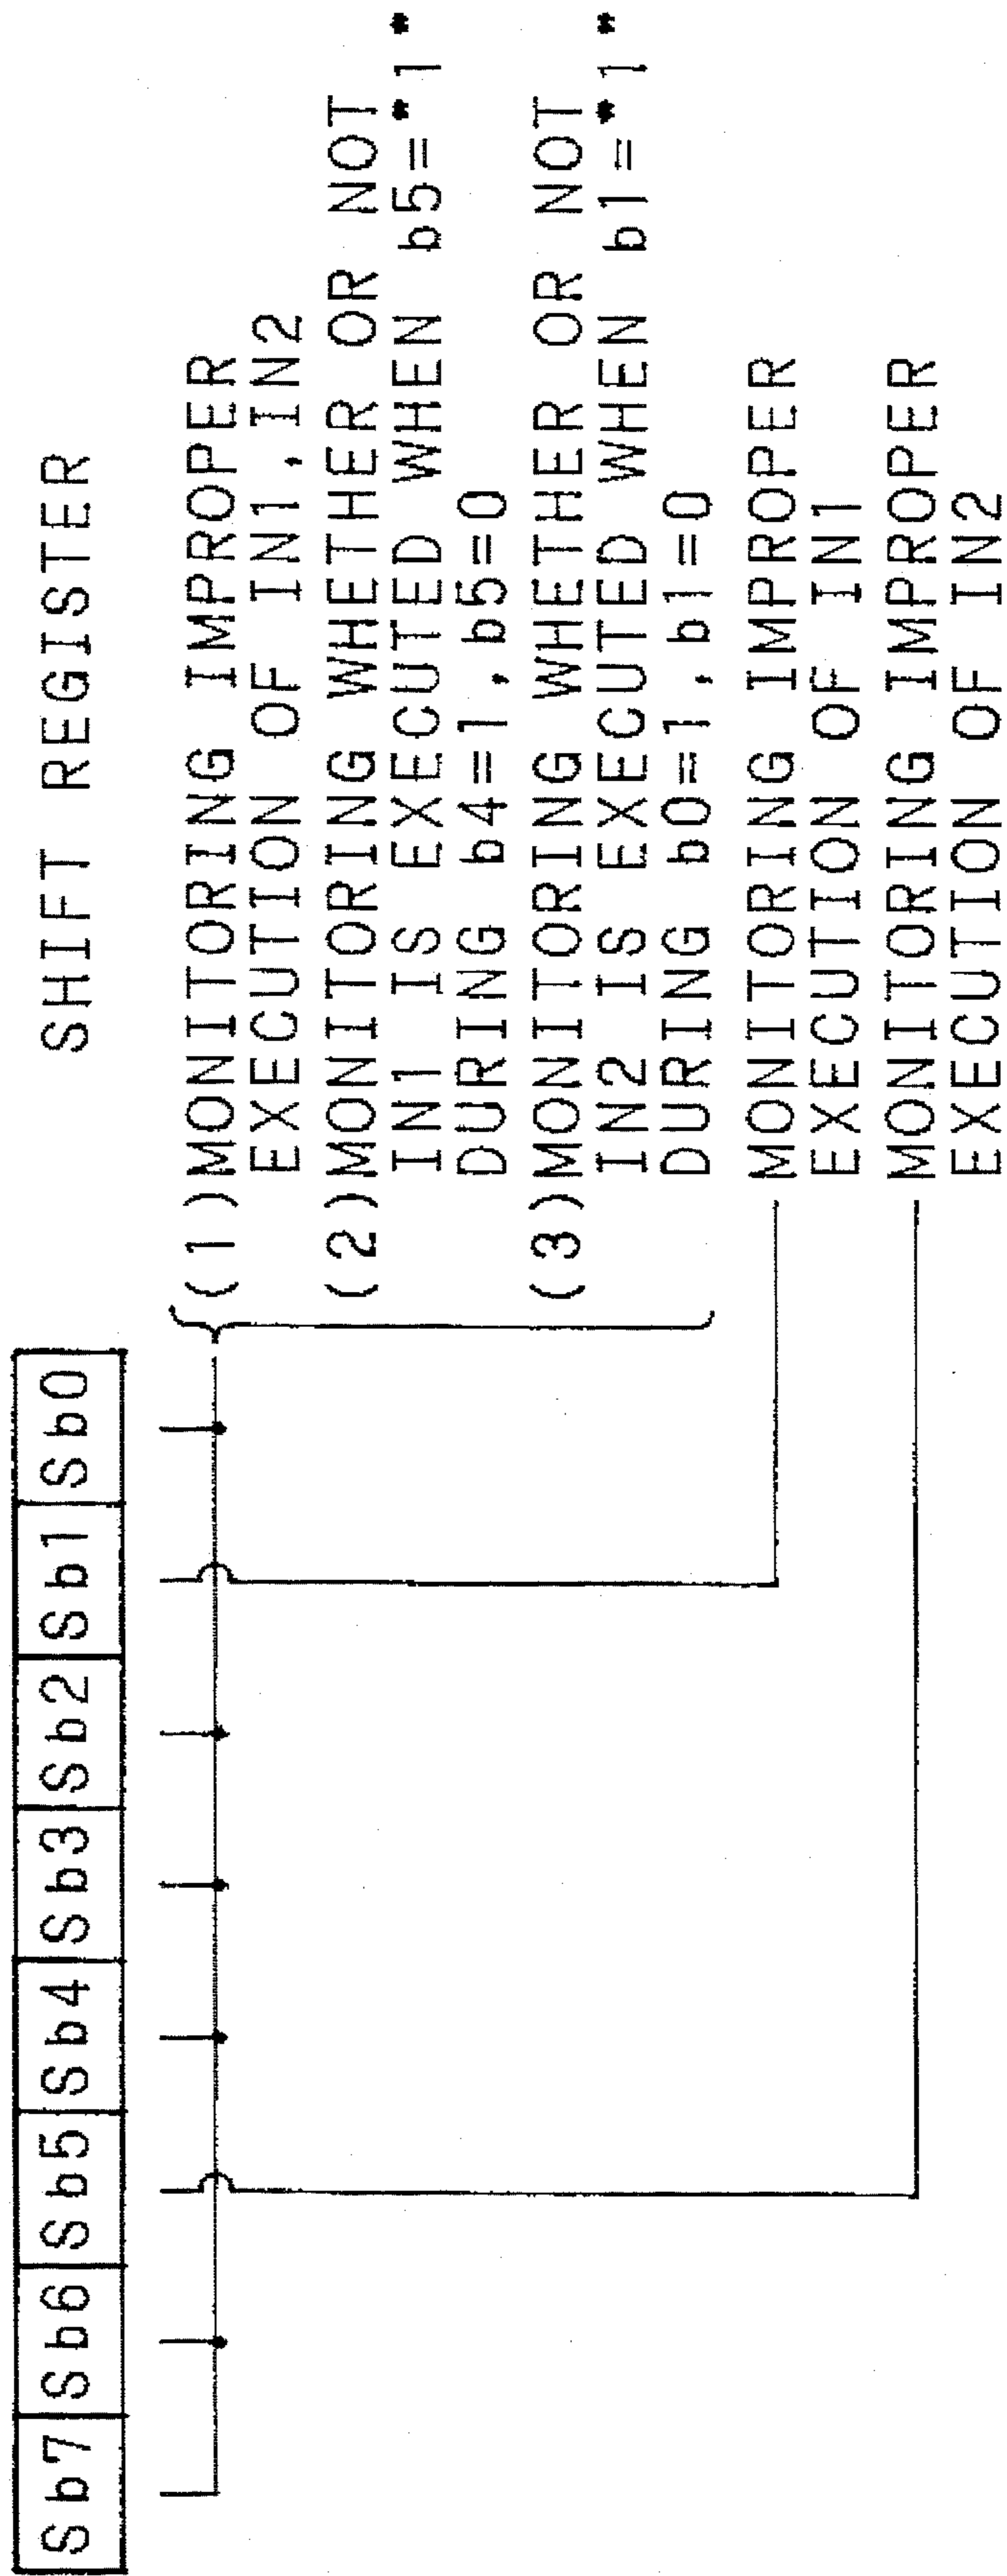 Sb7 Sb6 Sb5 Sb4 Sb3 Sb2 Sb1 Sb0
SHIFT REGISTER
(1)MONITORING IMPROPER
EXECUTION OF IN1,IN2
(2)MONITORING WHETHER OR NOT
IN1 IS EXECUTED WHEN b5="1"
DURING b4=1,b5=0
(3)MONITORING WHETHER OR NOT
IN2 IS EXECUTED WHEN b1="1"
DURING b0=1,b1=0
MONITORING IMPROPER
EXECUTION OF IN1
MONITORING IMPROPER
EXECUTION OF IN2